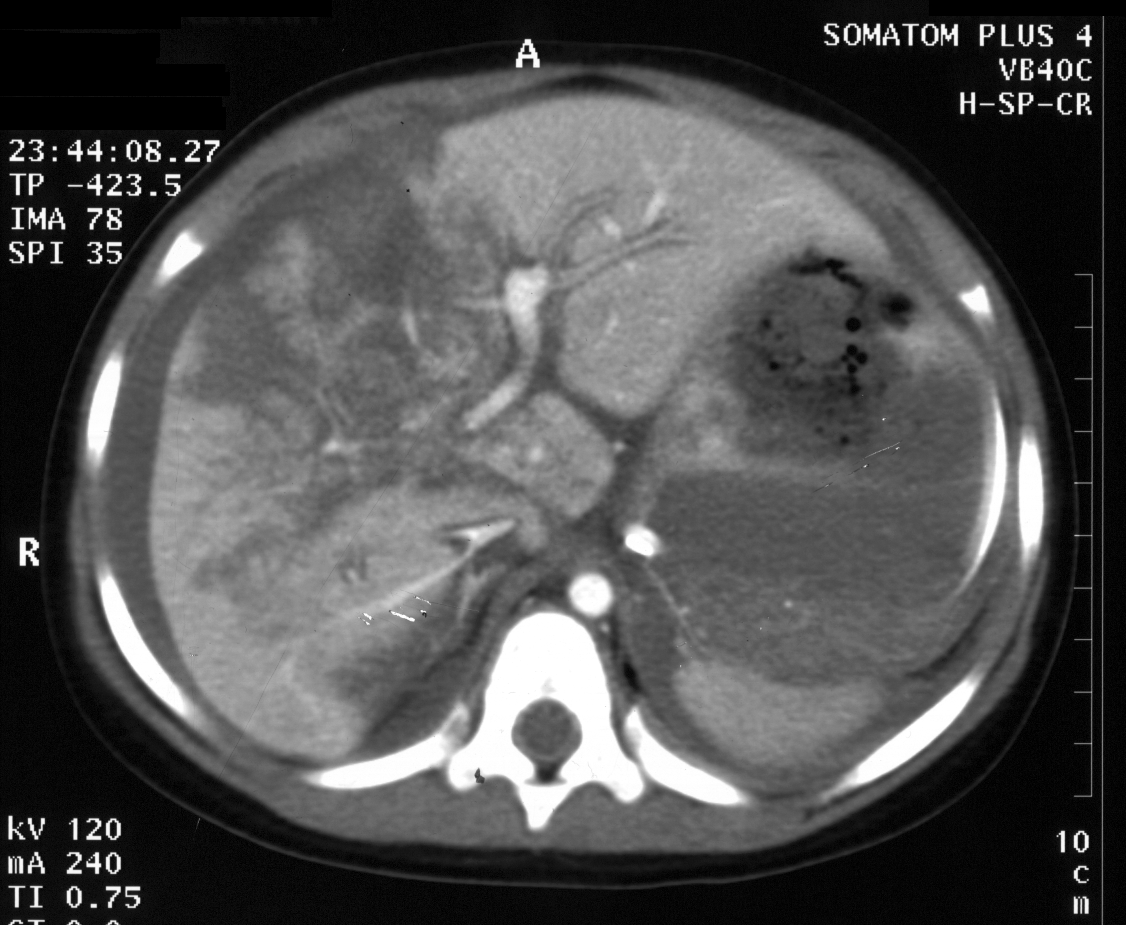 A
SOMATOM PLUS 4
VB40C
H-SP-CR
23:44:08.27
TP -423.5
IMA 78
SPI 35
R
kV 120
mA 240
TI 0.75
10
c
m